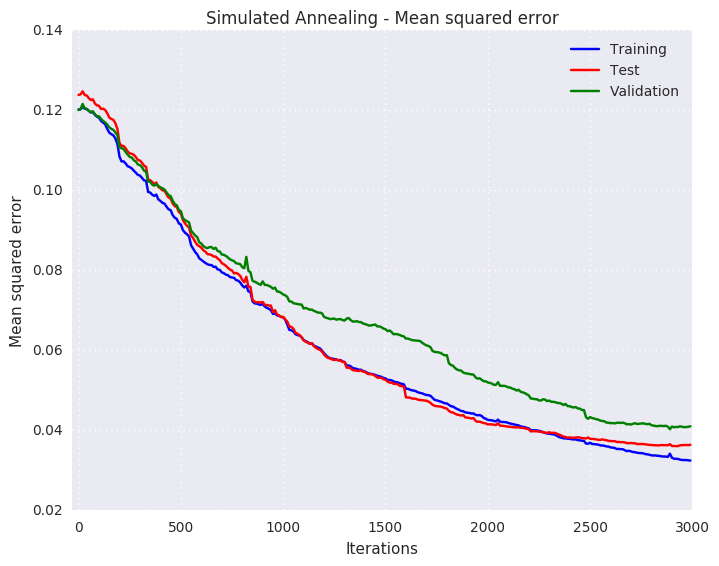 Simulated Annealing - Mean squared error
0.14
0.12
0.10
0.08
0.06
0.04
0.02
Mean squared error
Training
Test
Validation
0 500 1000 1500 2000 2500 3000
Iterations